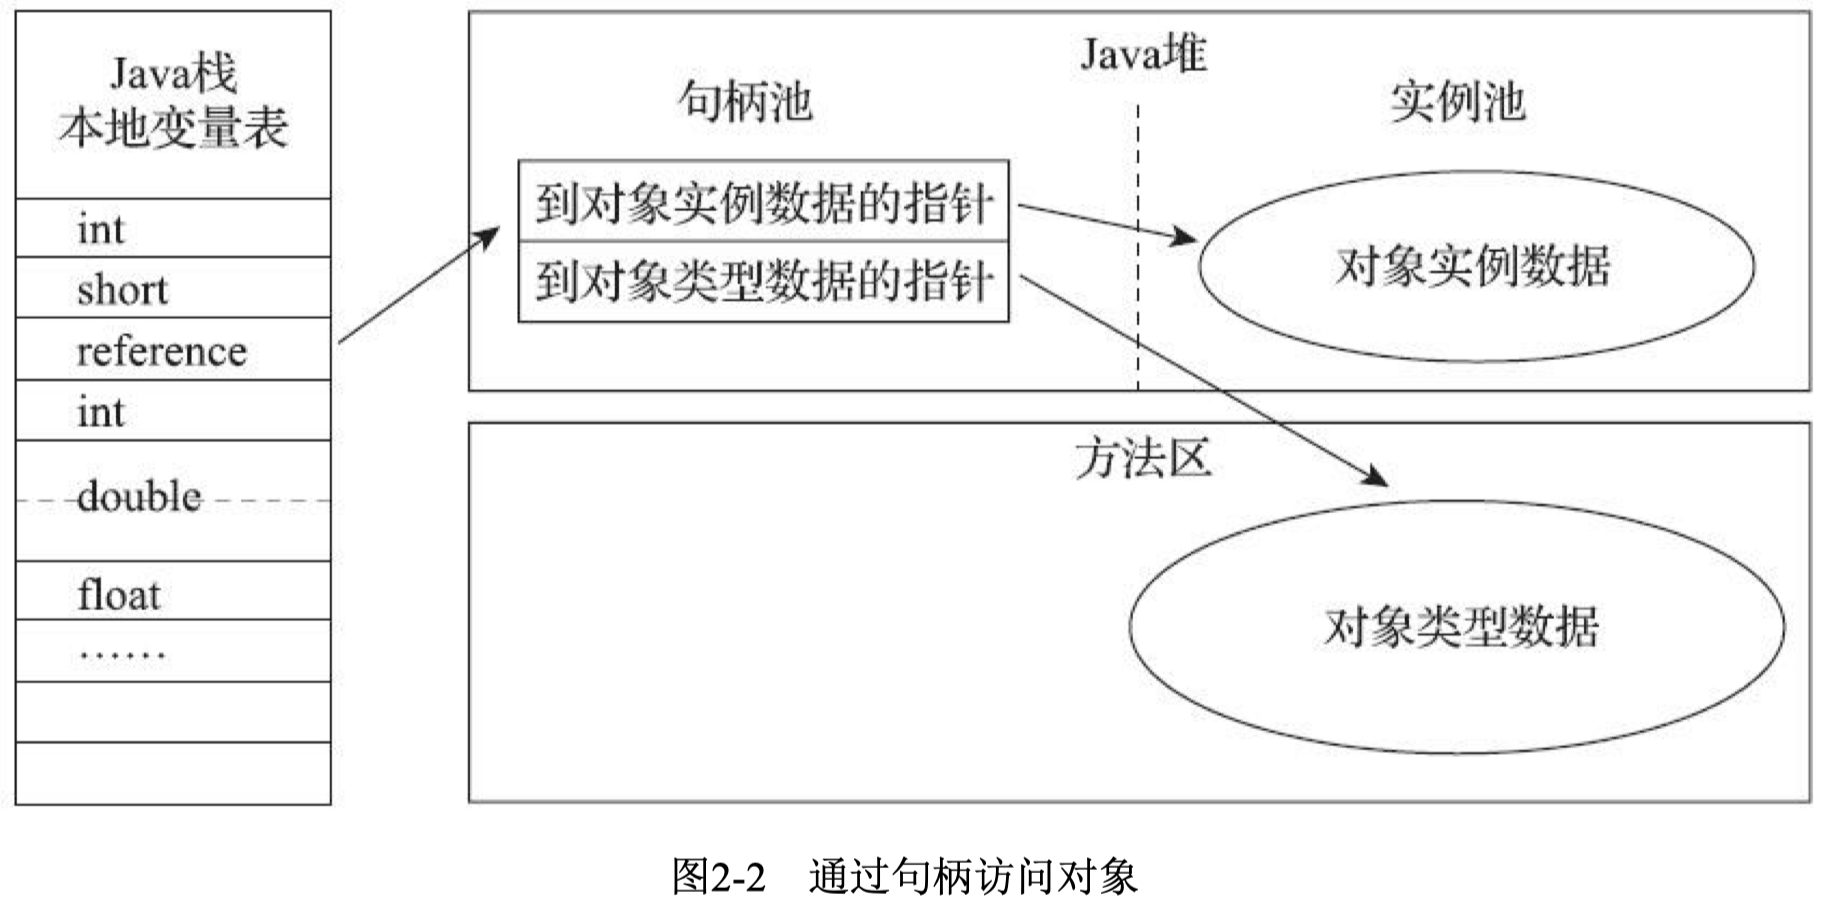 Java栈
本地变量表
int
short
reference
int
double
float
······
Java堆
句柄池
实例池
到对象实例数据的指针
到对象类型数据的指针
对象实例数据
方法区
对象类型数据
图2-2 通过句柄访问对象